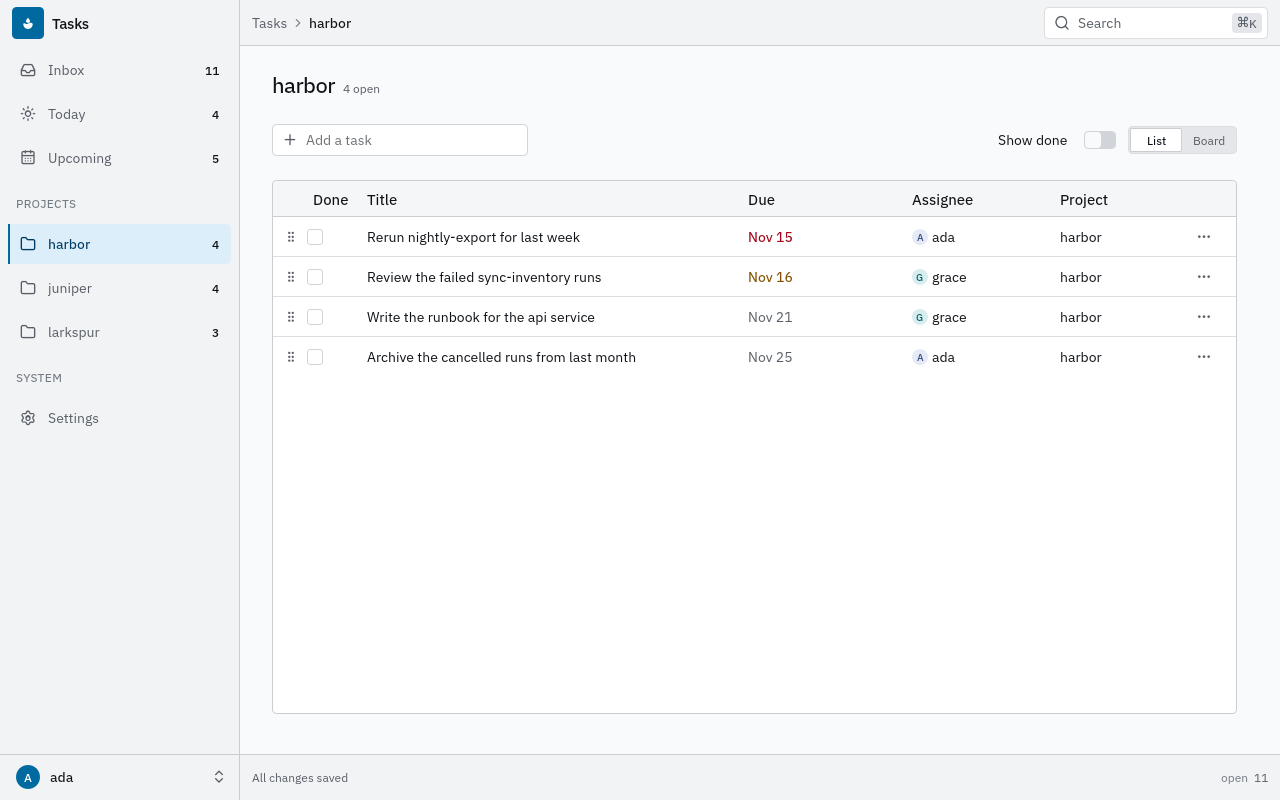 Tasks
Inbox 11
Today 4
Upcoming 5
PROJECTS
harbor 4
juniper 4
larkspur 3
SYSTEM
Settings
A ada
Tasks > harbor
Search ⌘K
harbor 4 open
Add a task
Show done
List Board
Done Title Due Assignee Project
Rerun nightly-export for last week Nov 15 A ada harbor
Review the failed sync-inventory runs Nov 16 G grace harbor
Write the runbook for the api service Nov 21 G grace harbor
Archive the cancelled runs from last month Nov 25 A ada harbor
All changes saved
open 11